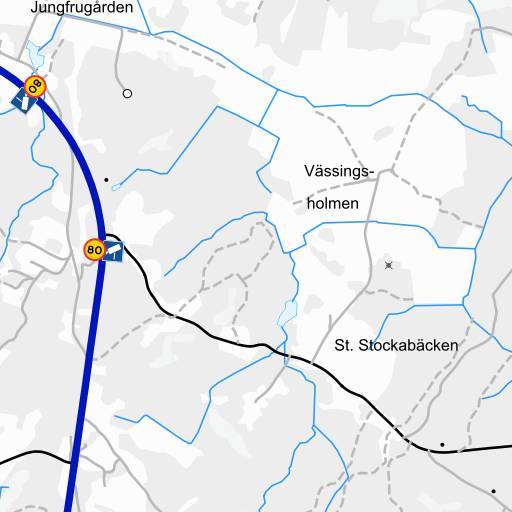 Jungfrugården
80
Vässings-
holmen
80
St. Stockabäcken